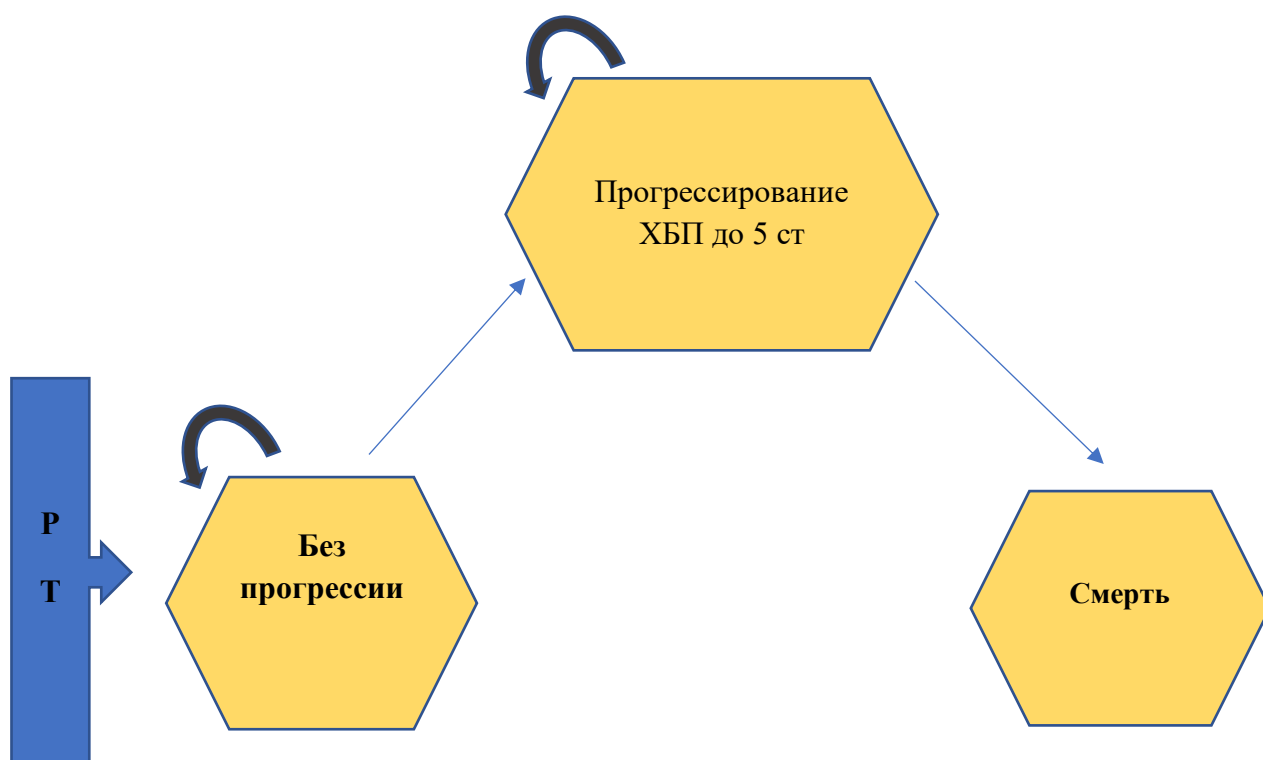 Прогрессирование
ХБП до 5 ст
Р
Т
Без
прогрессии
Смерть